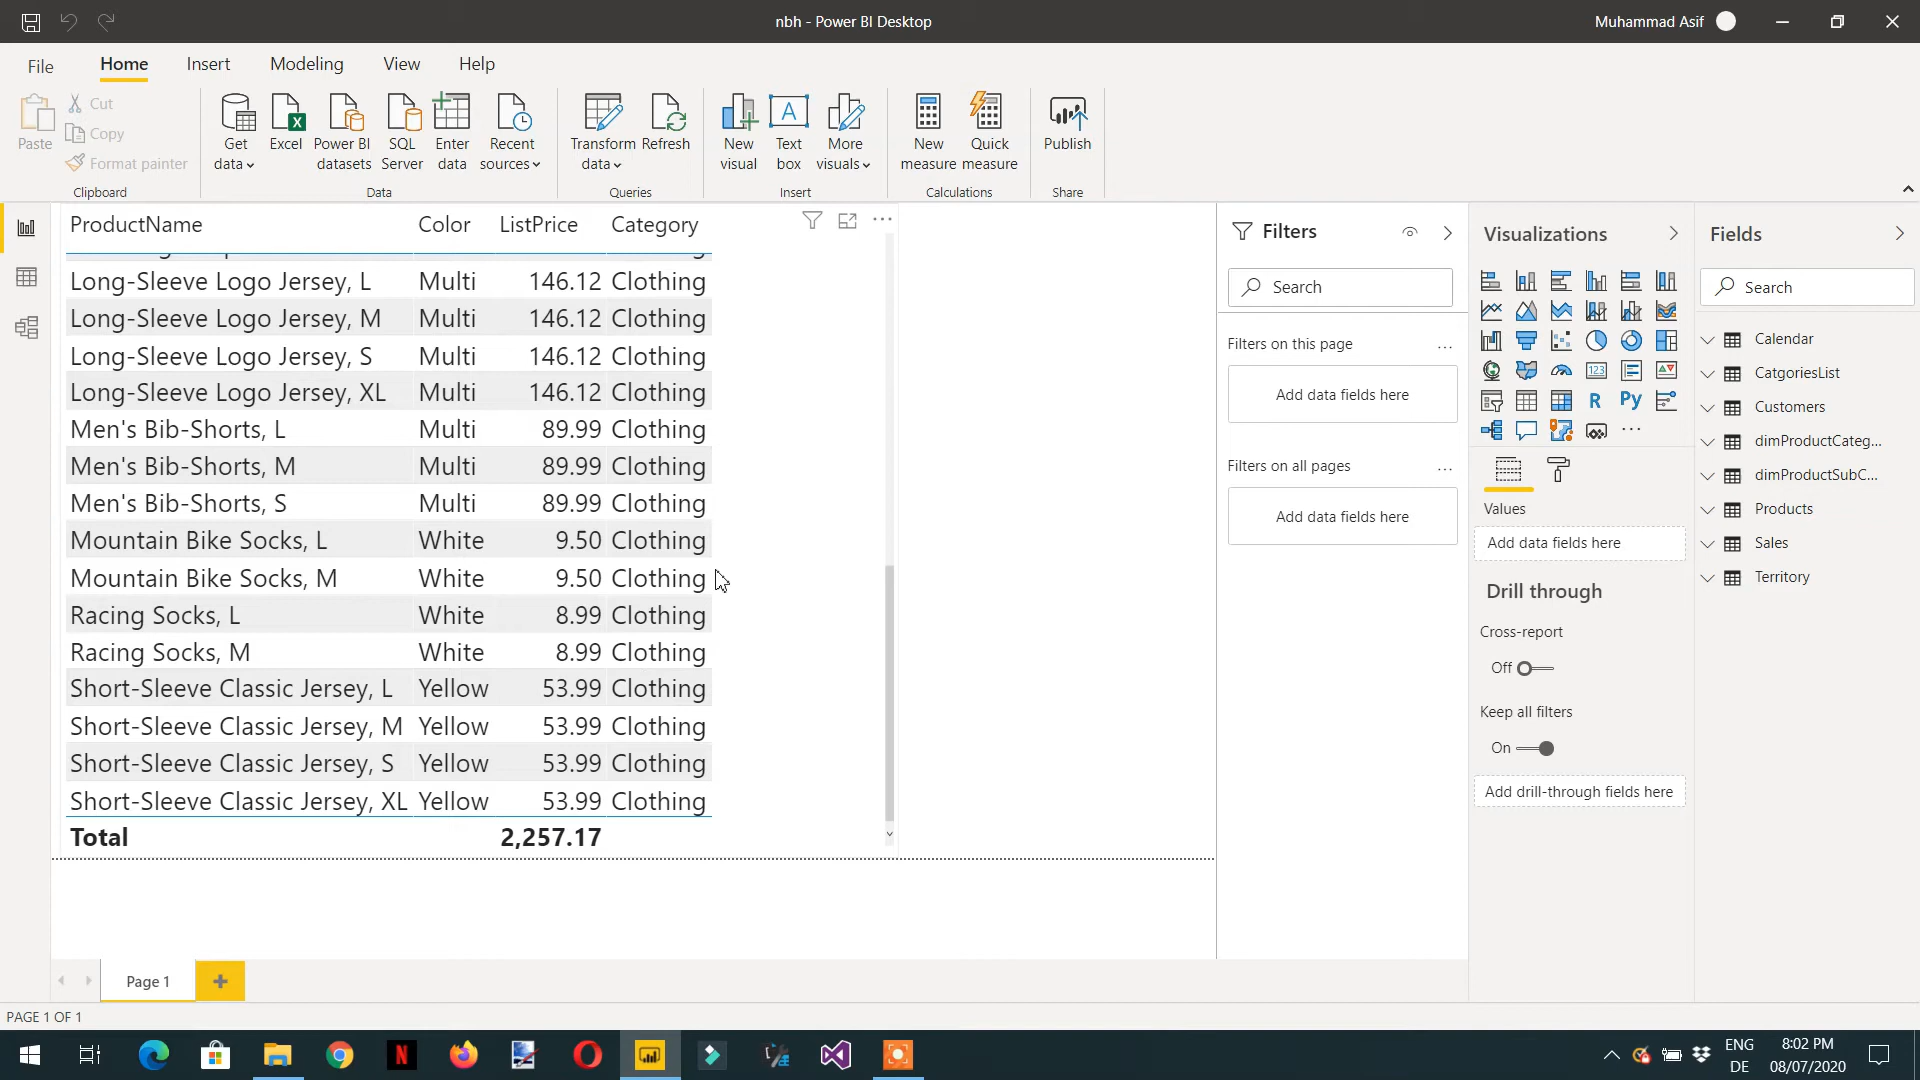 nbh - Power BI Desktop
Muhammad Asif
File
Home
Insert
Modeling
View
Help
Paste
Cut
Copy
Format painter
Clipboard
Get data
Excel
Power BI datasets
SQL Server
Enter data
Recent sources
Data
Transform data
Refresh
Queries
New visual
Text box
More visuals
Insert
New measure
Quick measure
Calculations
Publish
Share
ProductName Color ListPrice Category
Long-Sleeve Logo Jersey, L Multi 146.12 Clothing
Long-Sleeve Logo Jersey, M Multi 146.12 Clothing
Long-Sleeve Logo Jersey, S Multi 146.12 Clothing
Long-Sleeve Logo Jersey, XL Multi 146.12 Clothing
Men's Bib-Shorts, L Multi 89.99 Clothing
Men's Bib-Shorts, M Multi 89.99 Clothing
Men's Bib-Shorts, S Multi 89.99 Clothing
Mountain Bike Socks, L White 9.50 Clothing
Mountain Bike Socks, M White 9.50 Clothing
Racing Socks, L White 8.99 Clothing
Racing Socks, M White 8.99 Clothing
Short-Sleeve Classic Jersey, L Yellow 53.99 Clothing
Short-Sleeve Classic Jersey, M Yellow 53.99 Clothing
Short-Sleeve Classic Jersey, S Yellow 53.99 Clothing
Short-Sleeve Classic Jersey, XL Yellow 53.99 Clothing
Total 2,257.17
Filters
Search
Filters on this page ...
Add data fields here
Filters on all pages ...
Add data fields here
Visualizations
123
R
Py
...
Values
Add data fields here
Drill through
Cross-report
Off
Keep all filters
On
Add drill-through fields here
Fields
Search
Calendar
CatgoriesList
Customers
dimProductCateg...
dimProductSubC...
Products
Sales
Territory
Page 1
PAGE 1 OF 1
ENG
DE
8:02 PM
08/07/2020